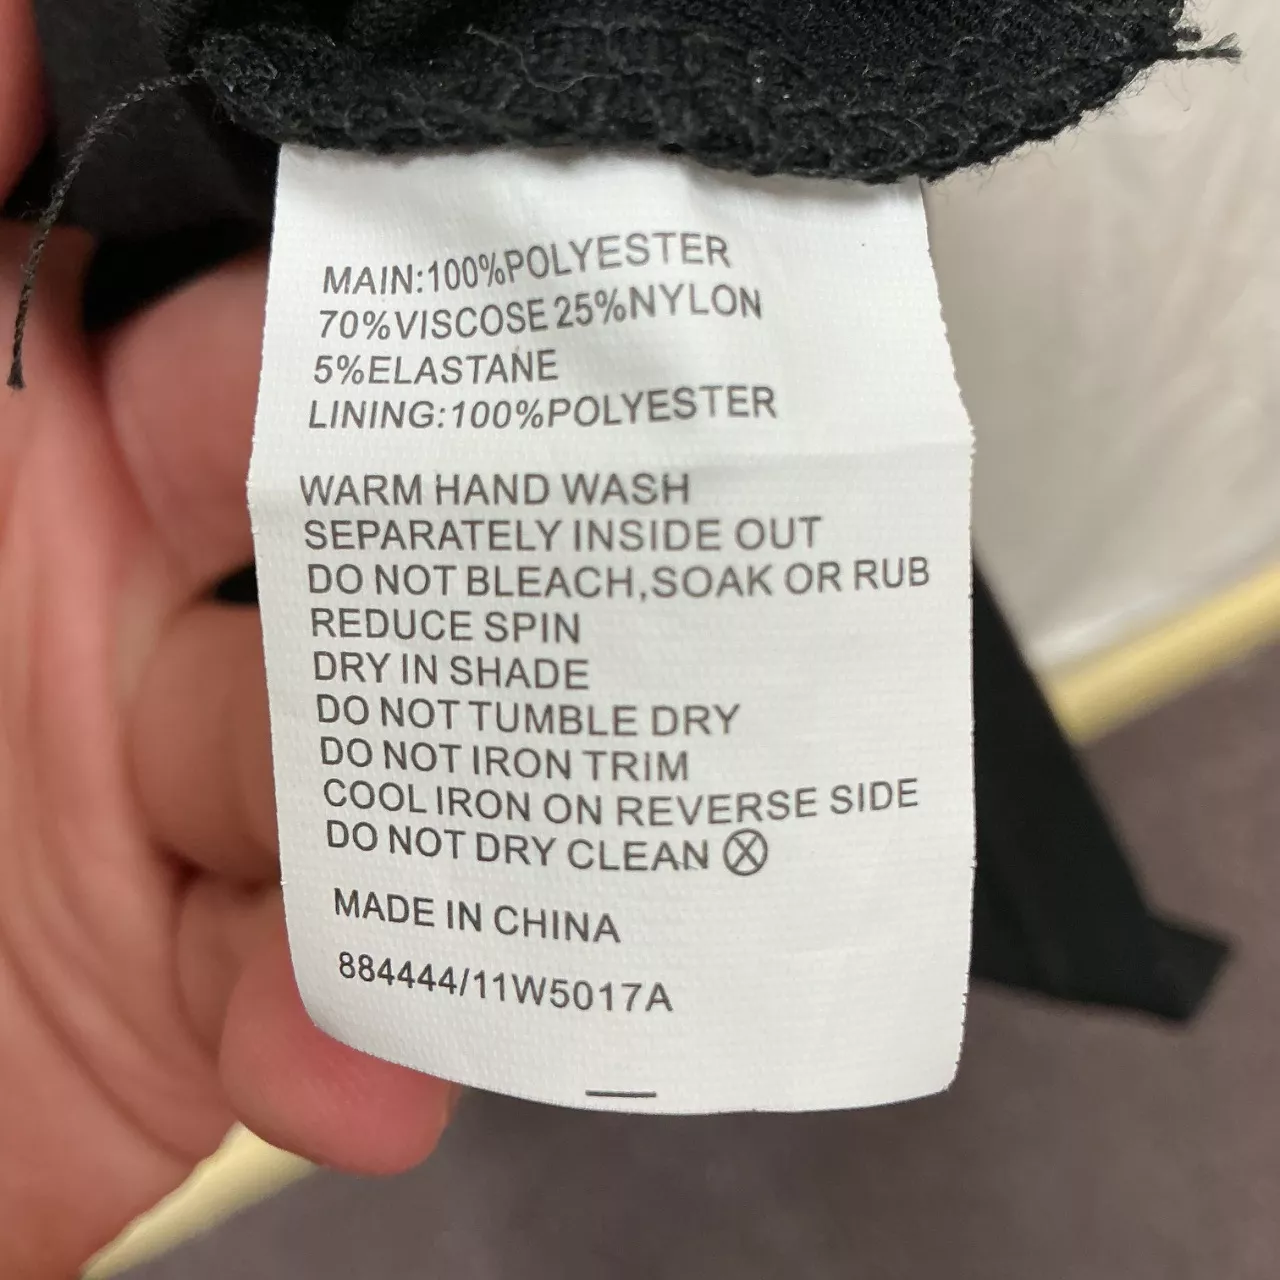 MAIN:100%POLYESTER
70%VISCOSE 25%NYLON
5%ELASTANE
LINING:100%POLYESTER
WARM HAND WASH
SEPARATELY INSIDE OUT
DO NOT BLEACH,SOAK OR RUB
REDUCE SPIN
DRY IN SHADE
DO NOT TUMBLE DRY
DO NOT IRON TRIM
COOL IRON ON REVERSE SIDE
DO NOT DRY CLEAN
MADE IN CHINA
884444/11W5017A